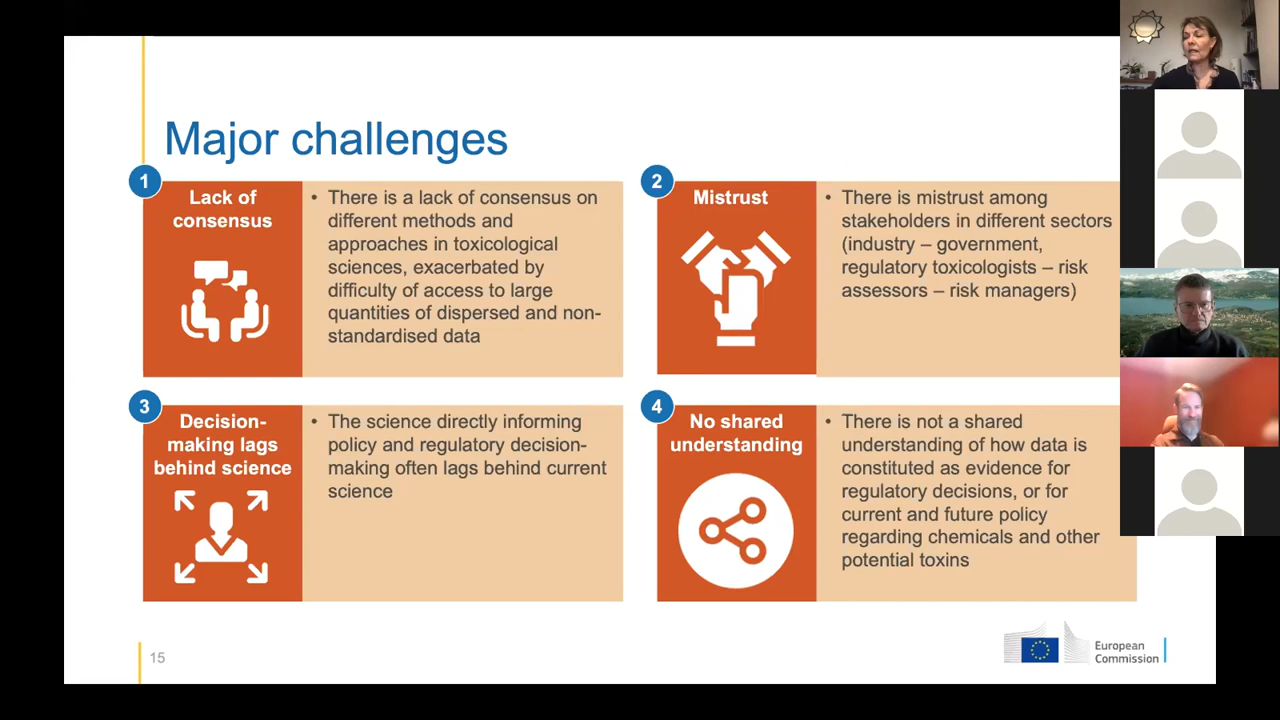 Major challenges
1
Lack of
consensus
• There is a lack of consensus on
different methods and
approaches in toxicological
sciences, exacerbated by
difficulty of access to large
quantities of dispersed and non-
standardised data
2
Mistrust
• There is mistrust among
stakeholders in different sectors
(industry – government,
regulatory toxicologists – risk
assessors – risk managers)
3
Decision-
making lags
behind science
• The science directly informing
policy and regulatory decision-
making often lags behind current
science
4
No shared
understanding
• There is not a shared
understanding of how data is
constituted as evidence for
regulatory decisions, or for
current and future policy
regarding chemicals and other
potential toxins
15
European
Commission